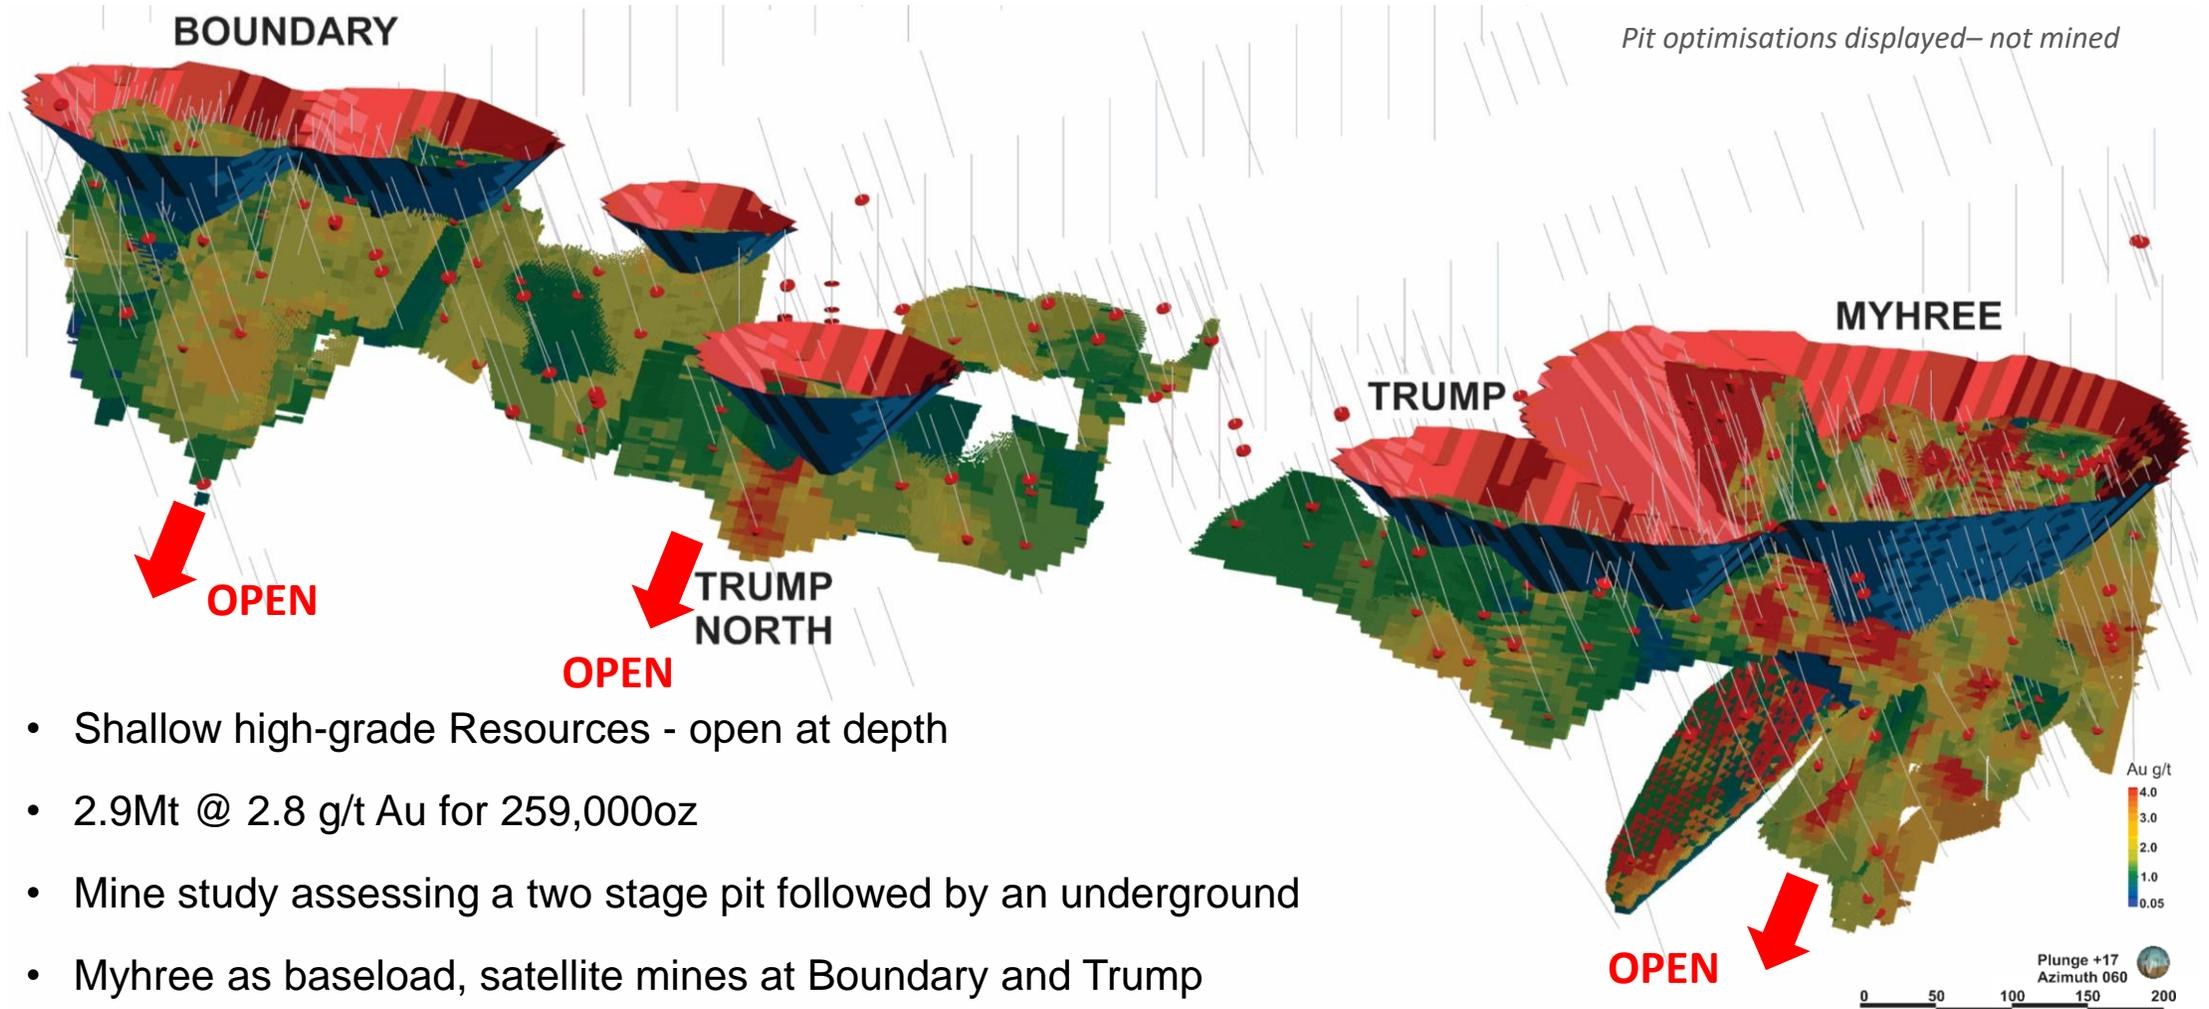 BOUNDARY
Pit optimisations displayed– not mined
MYHREE
TRUMP
OPEN
TRUMP
NORTH
OPEN
• Shallow high-grade Resources - open at depth
• 2.9Mt @ 2.8 g/t Au for 259,000oz
• Mine study assessing a two stage pit followed by an underground
• Myhree as baseload, satellite mines at Boundary and Trump
OPEN
Au g/t
4.0
3.0
2.0
1.0
0.05
Plunge +17
Azimuth 060
0 50 100 150 200